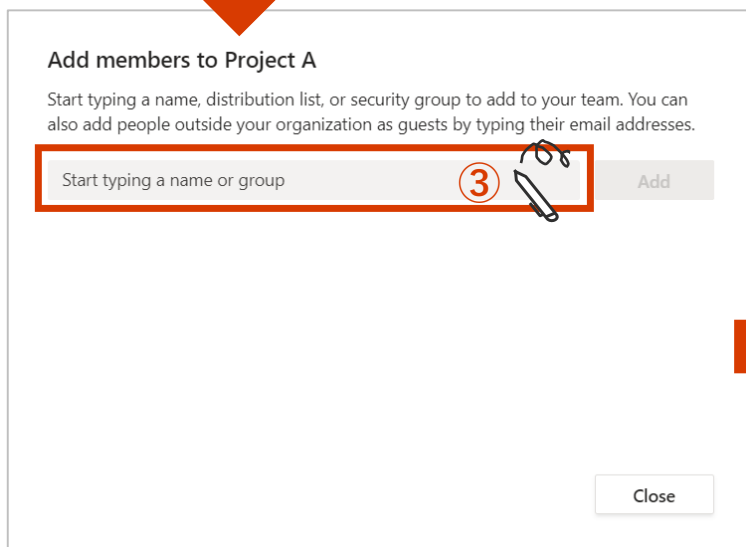 Add members to Project A
Start typing a name, distribution list, or security group to add to your team. You can
also add people outside your organization as guests by typing their email addresses.
Start typing a name or group
③
Add
Close